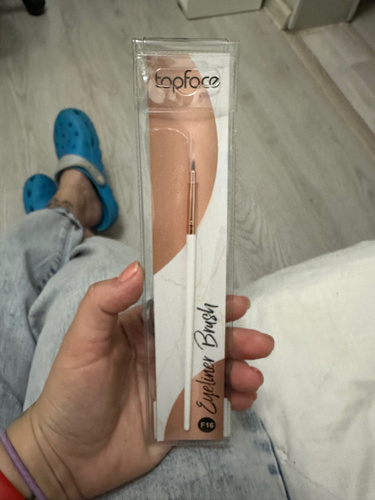 topface
Eyeliner Brush
F16